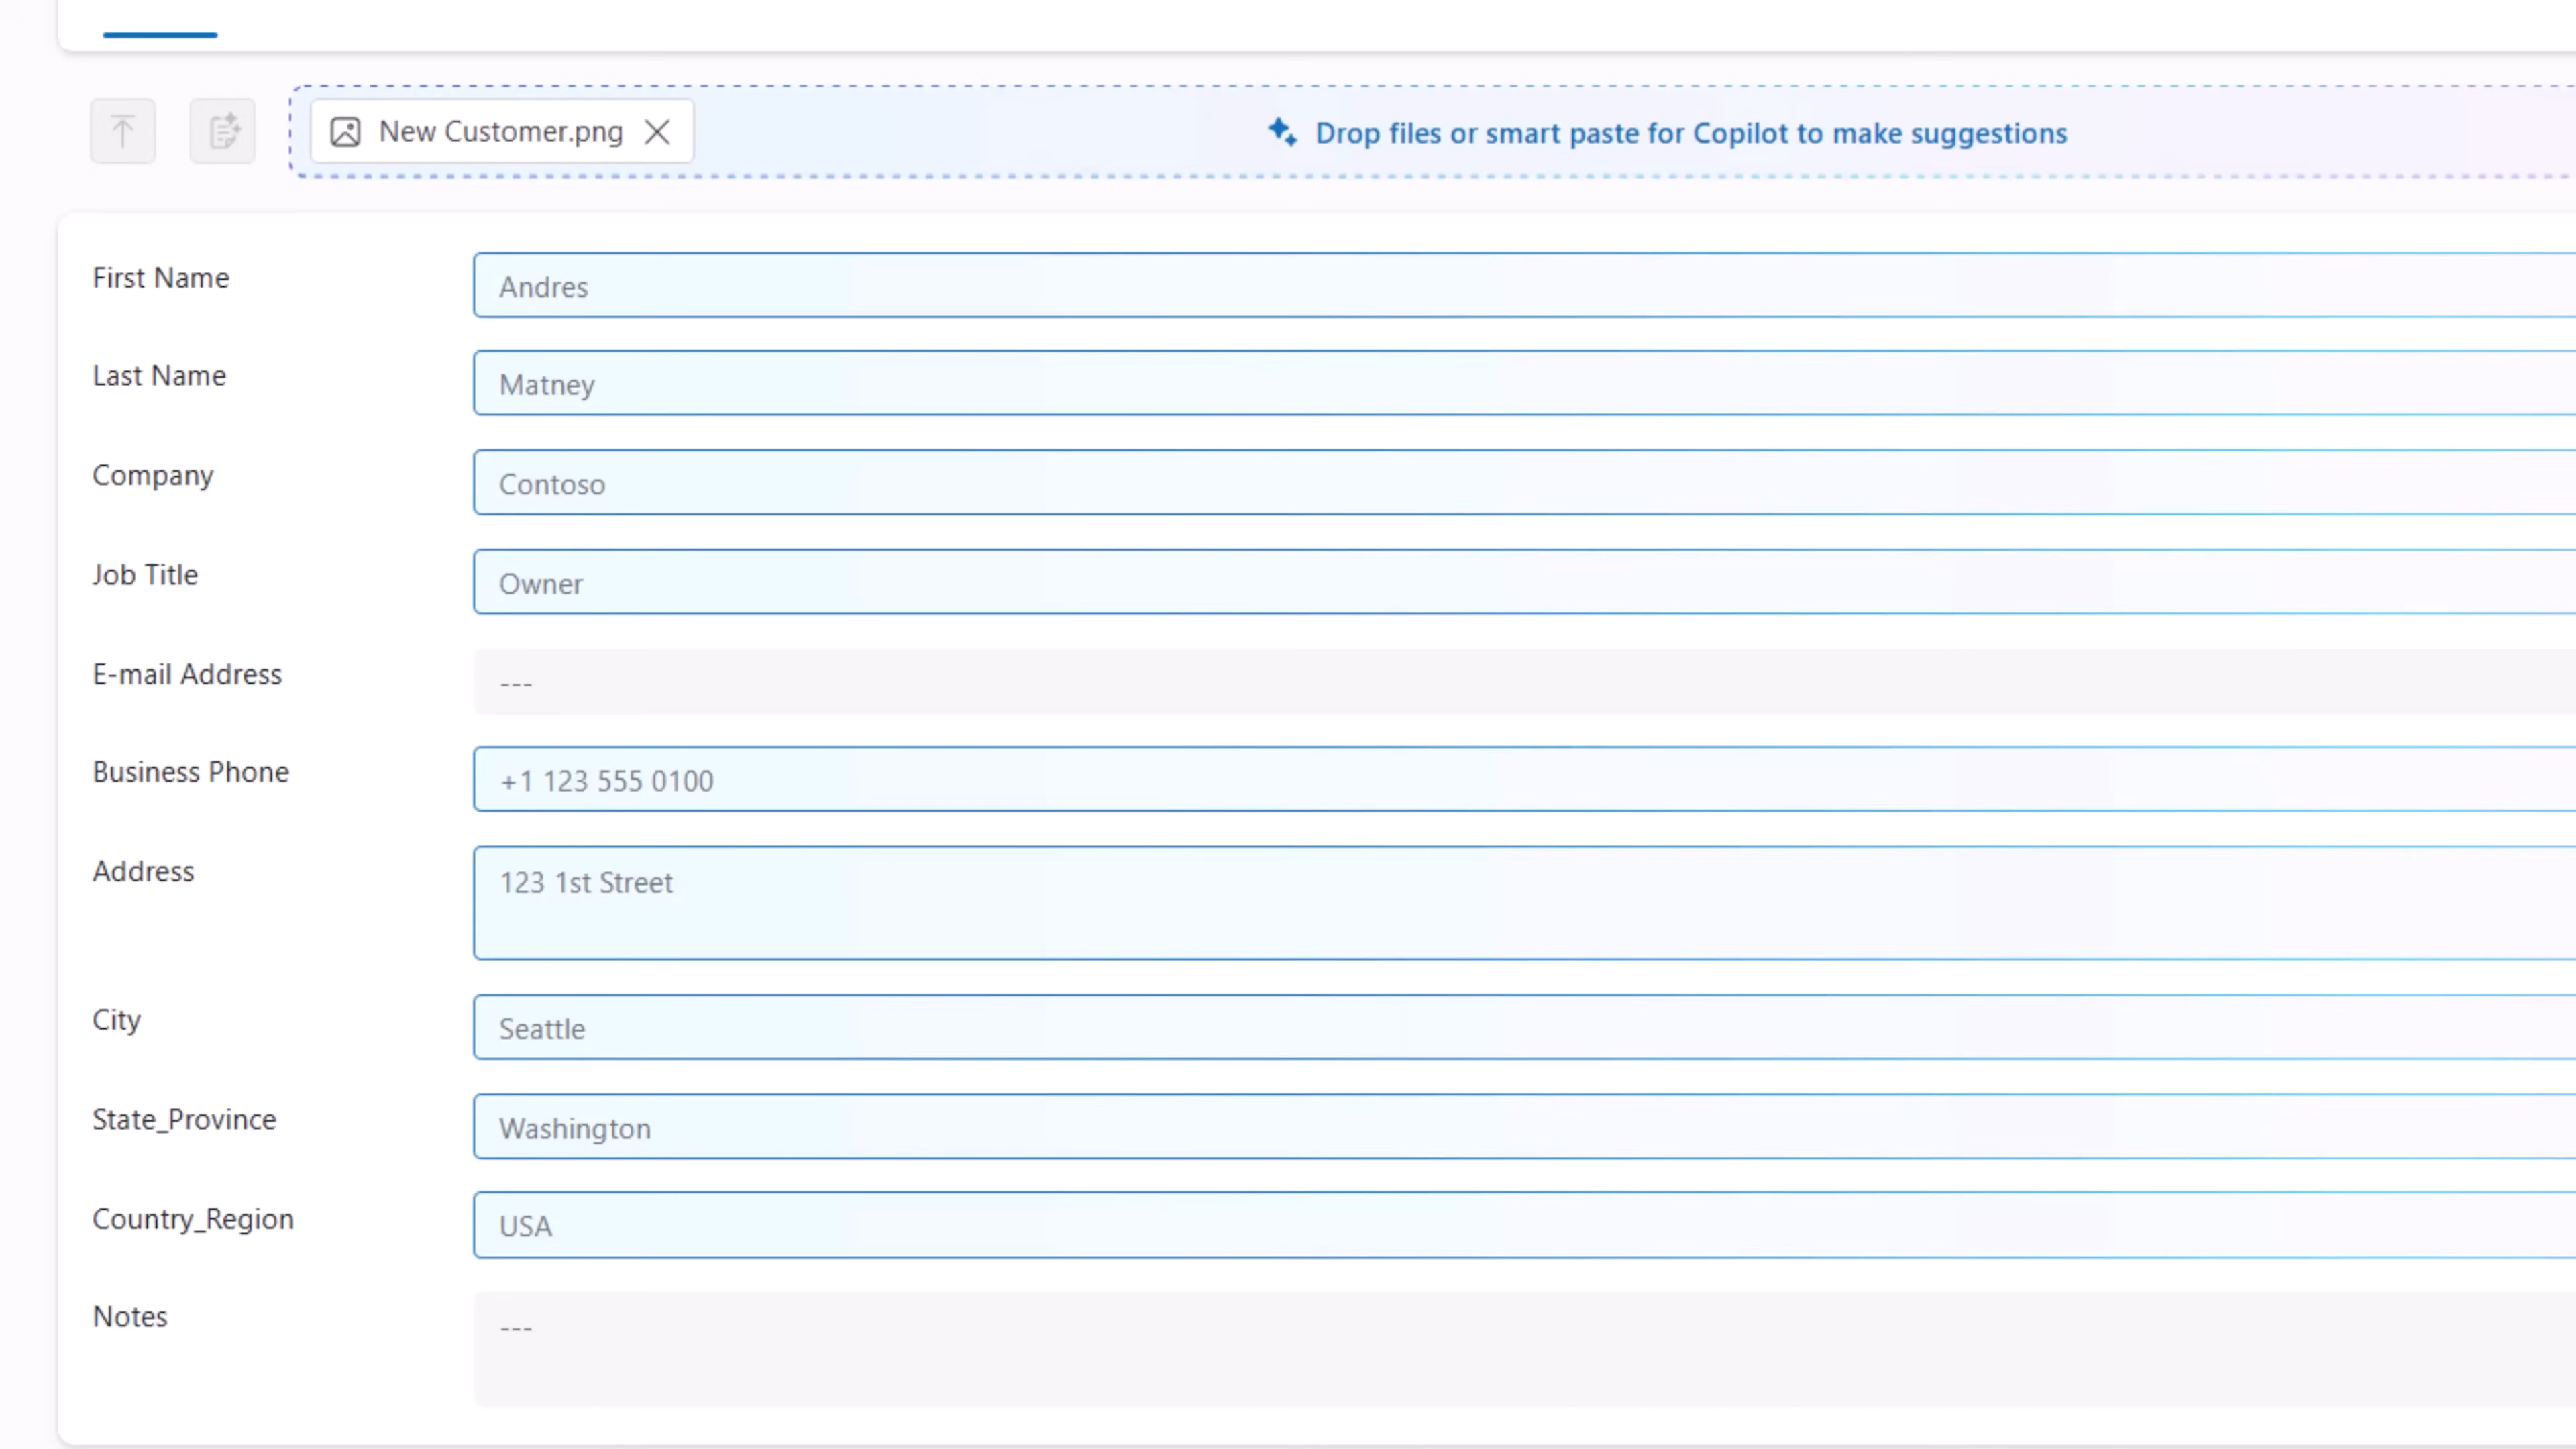 New Customer.png
Drop files or smart paste for Copilot to make suggestions
First Name
Andres
Last Name
Matney
Company
Contoso
Job Title
Owner
E-mail Address
---
Business Phone
+1 123 555 0100
Address
123 1st Street
City
Seattle
State_Province
Washington
Country_Region
USA
Notes
---